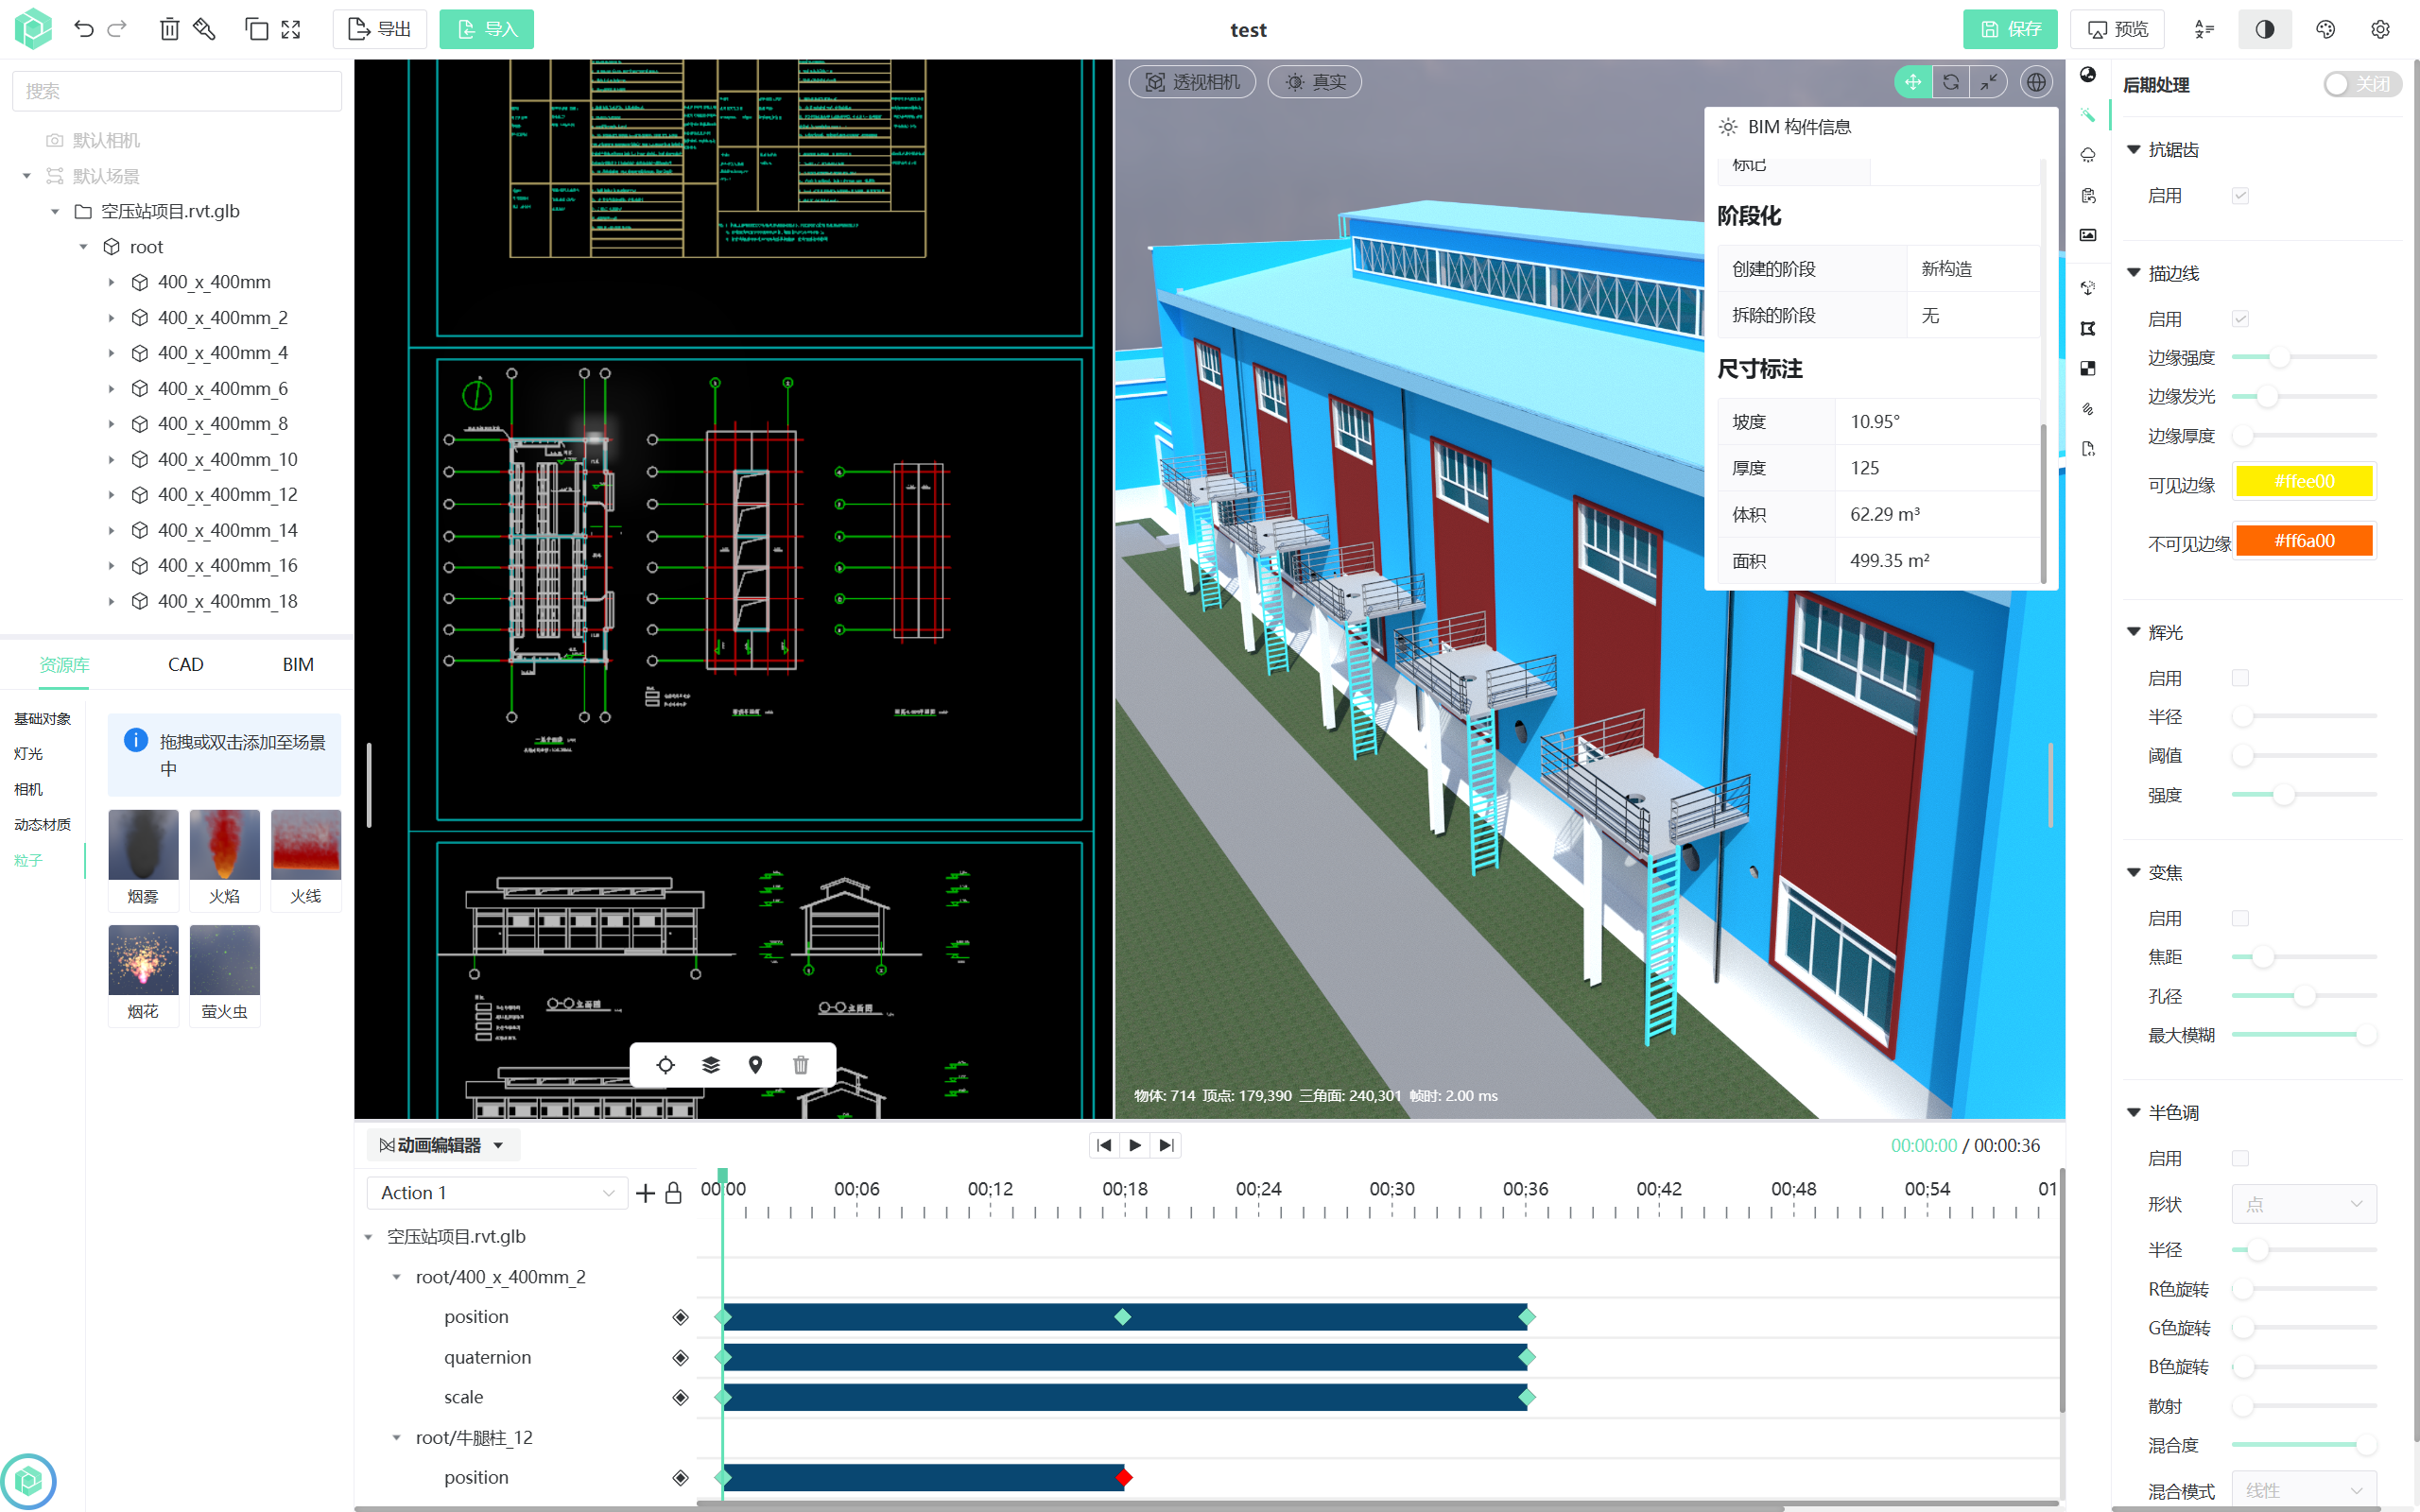 导出
导入
test
保存
预览
搜索
默认相机
默认场景
空压站项目.rvt.glb
root
400_x_400mm
400_x_400mm_2
400_x_400mm_4
400_x_400mm_6
400_x_400mm_8
400_x_400mm_10
400_x_400mm_12
400_x_400mm_14
400_x_400mm_16
400_x_400mm_18
资源库 CAD BIM
基础对象
灯光
相机
动态材质
粒子
拖拽或双击添加至场景
中
烟雾 火焰 火线
烟花 萤火虫
立面图 立面图
透视相机 真实
BIM 构件信息
标记
阶段化
创建的阶段 新构造
拆除的阶段 无
尺寸标注
坡度 10.95°
厚度 125
体积 62.29 m³
面积 499.35 m²
物体: 714 顶点: 179,390 三角面: 240,301 帧时: 2.00 ms
动画编辑器
00:00:00 / 00:00:36
Action 1
00:00 00;06 00;12 00;18 00;24 00;30 00;36 00;42 00;48 00;54 01
空压站项目.rvt.glb
root/400_x_400mm_2
position
quaternion
scale
root/牛腿柱_12
position
后期处理 关闭
抗锯齿
启用
描边线
启用
边缘强度
边缘发光
边缘厚度
可见边缘 #ffee00
不可见边缘 #ff6a00
辉光
启用
半径
阈值
强度
变焦
启用
焦距
孔径
最大模糊
半色调
启用
形状 点
半径
R色旋转
G色旋转
B色旋转
散射
混合度
混合模式 线性